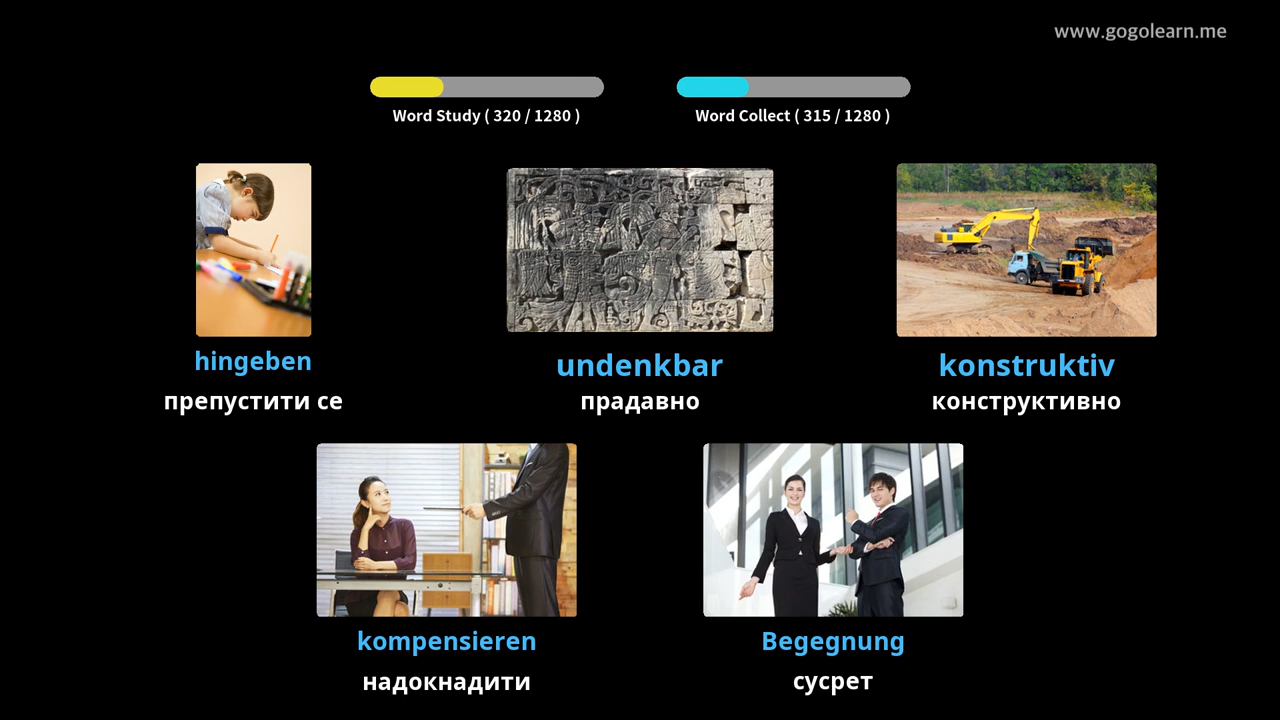 www.gogolearn.me
Word Study ( 320 / 1280 )
Word Collect ( 315 / 1280 )
hingeben
препустити се
undenkbar
прадавно
konstruktiv
конструктивно
kompensieren
надокнадити
Begegnung
сусрет